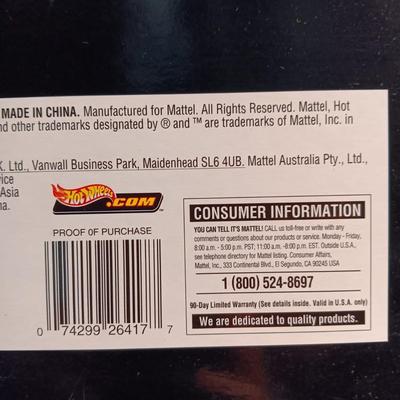 MADE IN CHINA. Manufactured for Mattel. All Rights Reserved. Mattel, Hot
nd other trademarks designated by ® and ™ are trademarks of Mattel, Inc. in
K. Ltd., Vanwall Business Park, Maidenhead SL6 4UB. Mattel Australia Pty., Ltd.,
vice
Asia
na.
Hot Wheels .COM
PROOF OF PURCHASE
0 74299 26417 7
CONSUMER INFORMATION
YOU CAN TELL IT'S MATTEL! CALL us toll-free or write with any
comments or questions about our products or service. Monday - Friday,
8:00 a.m. - 5:00 p.m. PST; 11:00 a.m. -8:00 p.m. EST. Outside U.S.A.,
see telephone directory for Mattel listing. Consumer Affairs,
Mattel, Inc., 333 Continental Blvd., El Segundo, CA 90245 USA
1 (800) 524-8697
90-Day Limited Warranty (See details inside. Valid in U.S.A. only)
We are dedicated to quality products.